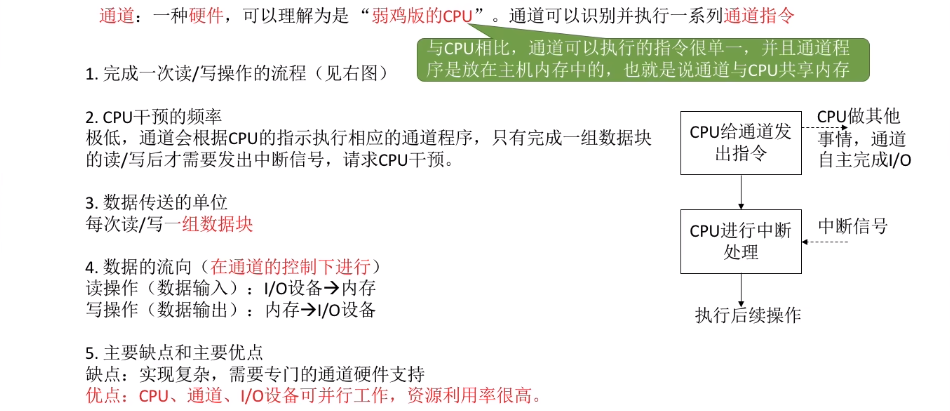 通道：一种硬件，可以理解为是 “弱鸡版的CPU”。通道可以识别并执行一系列通道指令
与CPU相比，通道可以执行的指令很单一，并且通道程
序是放在主机内存中的，也就是说通道与CPU共享内存
1. 完成一次读/写操作的流程（见右图）
2. CPU干预的频率
极低，通道会根据CPU的指示执行相应的通道程序，只有完成一组数据块
的读/写后才需要发出中断信号，请求CPU干预。
3. 数据传送的单位
每次读/写一组数据块
4. 数据的流向（在通道的控制下进行）
读操作（数据输入）：I/O设备→内存
写操作（数据输出）：内存→I/O设备
5. 主要缺点和主要优点
缺点：实现复杂，需要专门的通道硬件支持
优点：CPU、通道、I/O设备可并行工作，资源利用率很高。
CPU给通道发
出指令
CPU做其他
事情，通道
自主完成I/O
CPU进行中断
处理
中断信号
执行后续操作